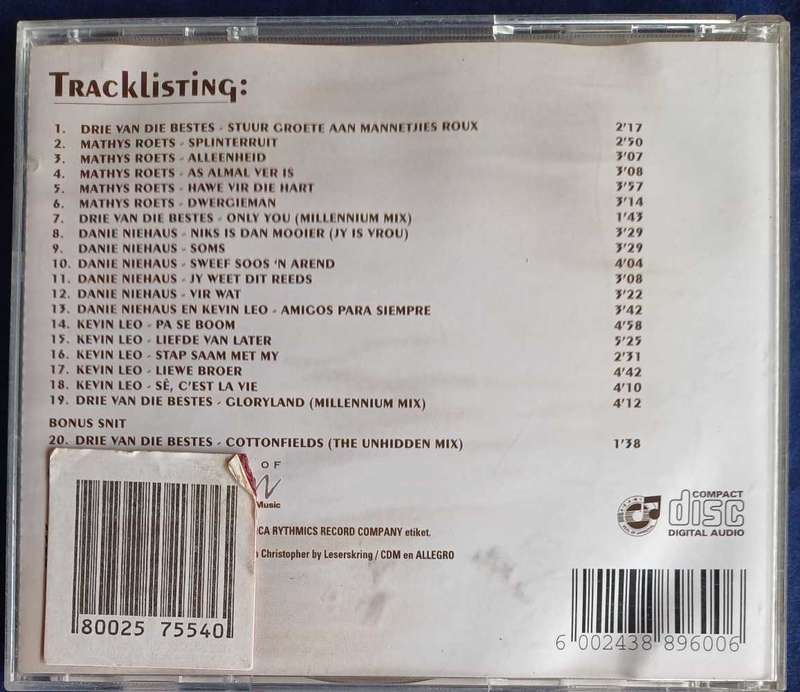 Tracklisting:
1. DRIE VAN DIE BESTES - STUUR GROETE AAN MANNETJIES ROUX 2'17
2. MATHYS ROETS - SPLINTERRUIT 2'50
3. MATHYS ROETS - ALLEENHEID 3'07
4. MATHYS ROETS - AS ALMAL VER IS 3'08
5. MATHYS ROETS - HAWE VIR DIE HART 3'57
6. MATHYS ROETS - DWERGIEMAN 3'14
7. DRIE VAN DIE BESTES - ONLY YOU (MILLENNIUM MIX) 1'43
8. DANIE NIEHAUS - NIKS IS DAN MOOIER (JY IS VROU) 3'29
9. DANIE NIEHAUS - SOMS 3'29
10. DANIE NIEHAUS - SWEEF SOOS 'N AREND 4'04
11. DANIE NIEHAUS - JY WEET DIT REEDS 3'08
12. DANIE NIEHAUS - VIR WAT 3'22
13. DANIE NIEHAUS EN KEVIN LEO - AMIGOS PARA SIEMPRE 3'42
14. KEVIN LEO - PA SE BOOM 4'58
15. KEVIN LEO - LIEFDE VAN LATER 5'25
16. KEVIN LEO - STAP SAAM MET MY 2'31
17. KEVIN LEO - LIEWE BROER 4'42
18. KEVIN LEO - SÊ, C'EST LA VIE 4'10
19. DRIE VAN DIE BESTES - GLORYLAND (MILLENNIUM MIX) 4'12
BONUS SNIT
20. DRIE VAN DIE BESTES - COTTONFIELDS (THE UNHIDDEN MIX) 1'38
OF
Music
RYTHMICS RECORD COMPANY etiket.
Christopher by Leserskring / CDM en ALLEGRO
COMPACT
disc
DIGITAL AUDIO
80025 75540
6 002438 896006